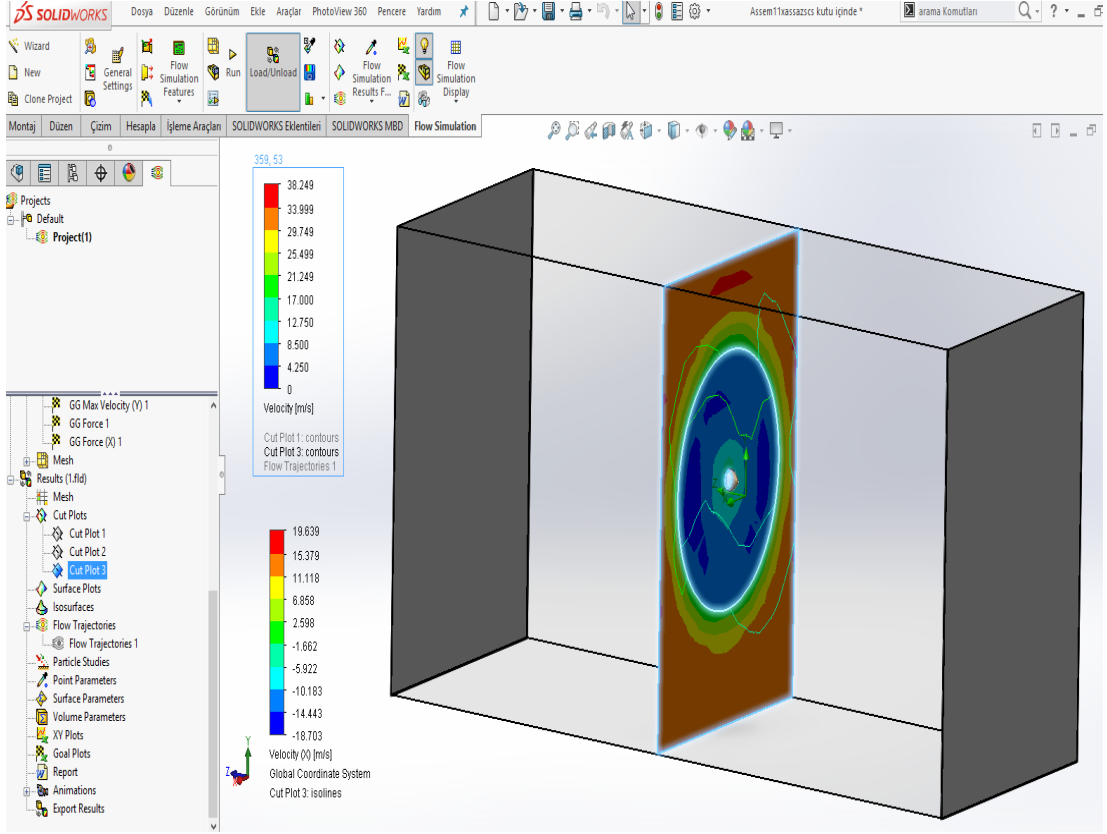 DS SOLIDWORKS
Dosya Düzenle Görünüm Ekle Araçlar PhotoView 360 Pencere Yardım
Assem11xassazscs kutu içinde *
arama Komutları
Wizard
New
Clone Project
General Settings
Flow Simulation Features
Run
Load/Unload
Flow Simulation Results F...
Flow Simulation Display
Montaj Düzen Çizim Hesapla İşleme Araçları SOLIDWORKS Eklentileri SOLIDWORKS MBD Flow Simulation
Projects
Default
Project(1)
GG Max Velocity (Y) 1
GG Force 1
GG Force (X) 1
Mesh
Results (1.fld)
Mesh
Cut Plots
Cut Plot 1
Cut Plot 2
Cut Plot 3
Surface Plots
Isosurfaces
Flow Trajectories
Flow Trajectories 1
Particle Studies
Point Parameters
Surface Parameters
Volume Parameters
XY Plots
Goal Plots
Report
Animations
Export Results
359, 53
38.249
33.999
29.749
25.499
21.249
17.000
12.750
8.500
4.250
0
Velocity [m/s]
Cut Plot 1: contours
Cut Plot 3: contours
Flow Trajectories 1
19.639
15.379
11.118
6.858
2.598
-1.662
-5.922
-10.183
-14.443
-18.703
Velocity (X) [m/s]
Global Coordinate System
Cut Plot 3: isolines
Y
Z